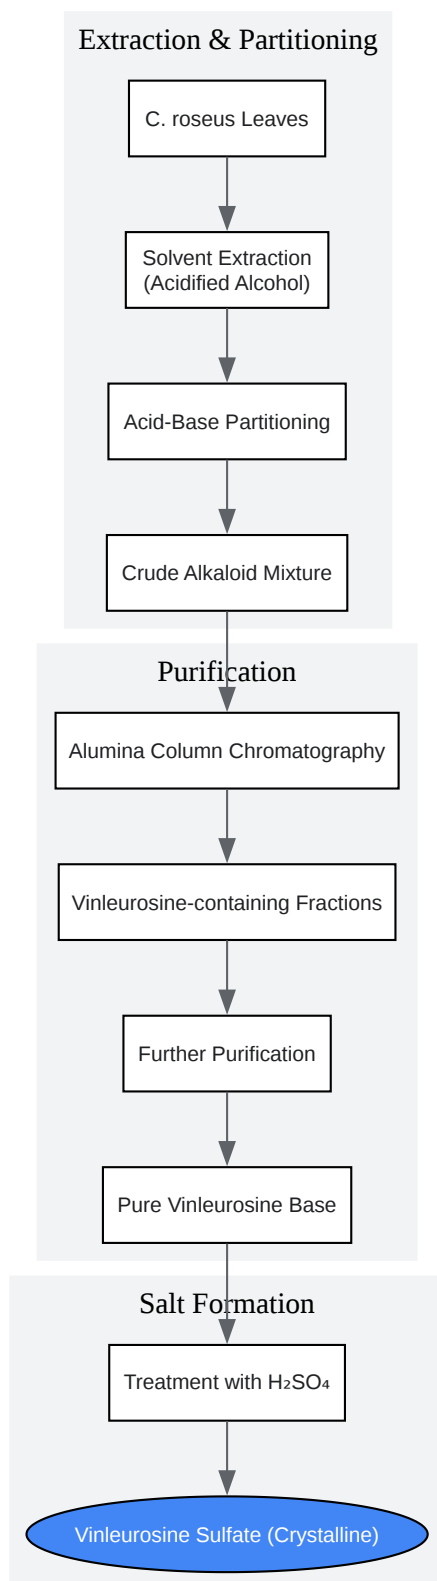 Extraction & Partitioning
C. roseus Leaves
Solvent Extraction
(Acidified Alcohol)
Acid-Base Partitioning
Crude Alkaloid Mixture
Purification
Alumina Column Chromatography
Vinleurosine-containing Fractions
Further Purification
Pure Vinleurosine Base
Salt Formation
Treatment with H₂SO₄
Vinleurosine Sulfate (Crystalline)